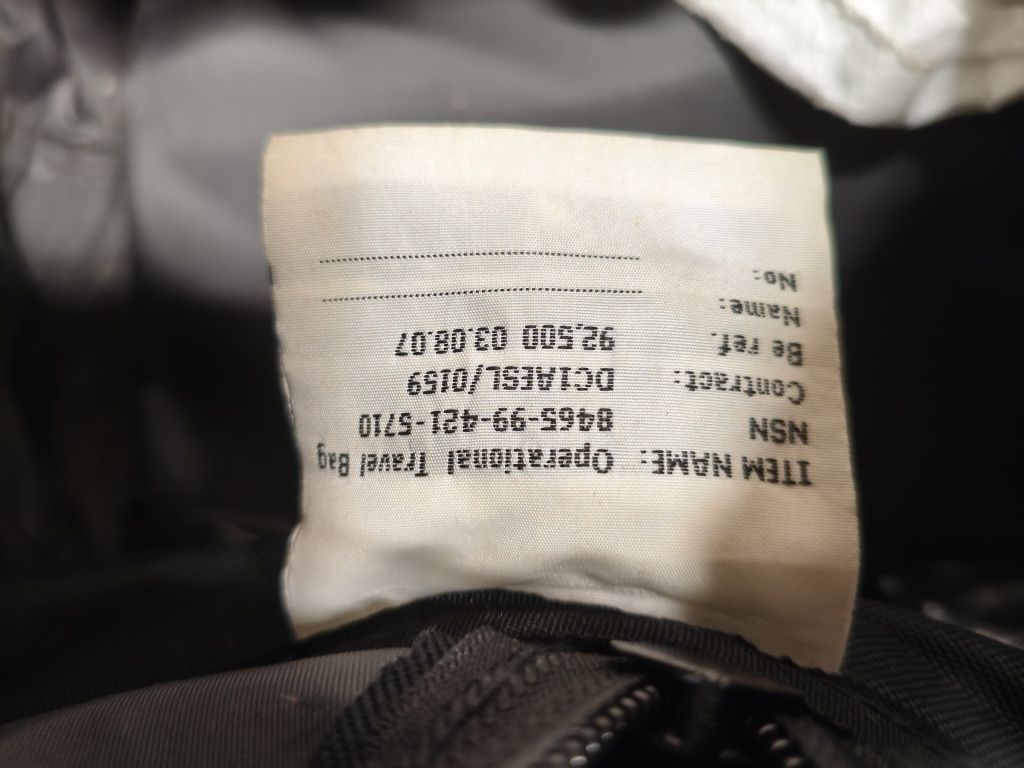 ITEM NAME: Operational Travel Bag
NSN 8465-99-421-5710
Contract: DC1AESL/0159
Be ref. 92,500 03.08.07
Name:
No: